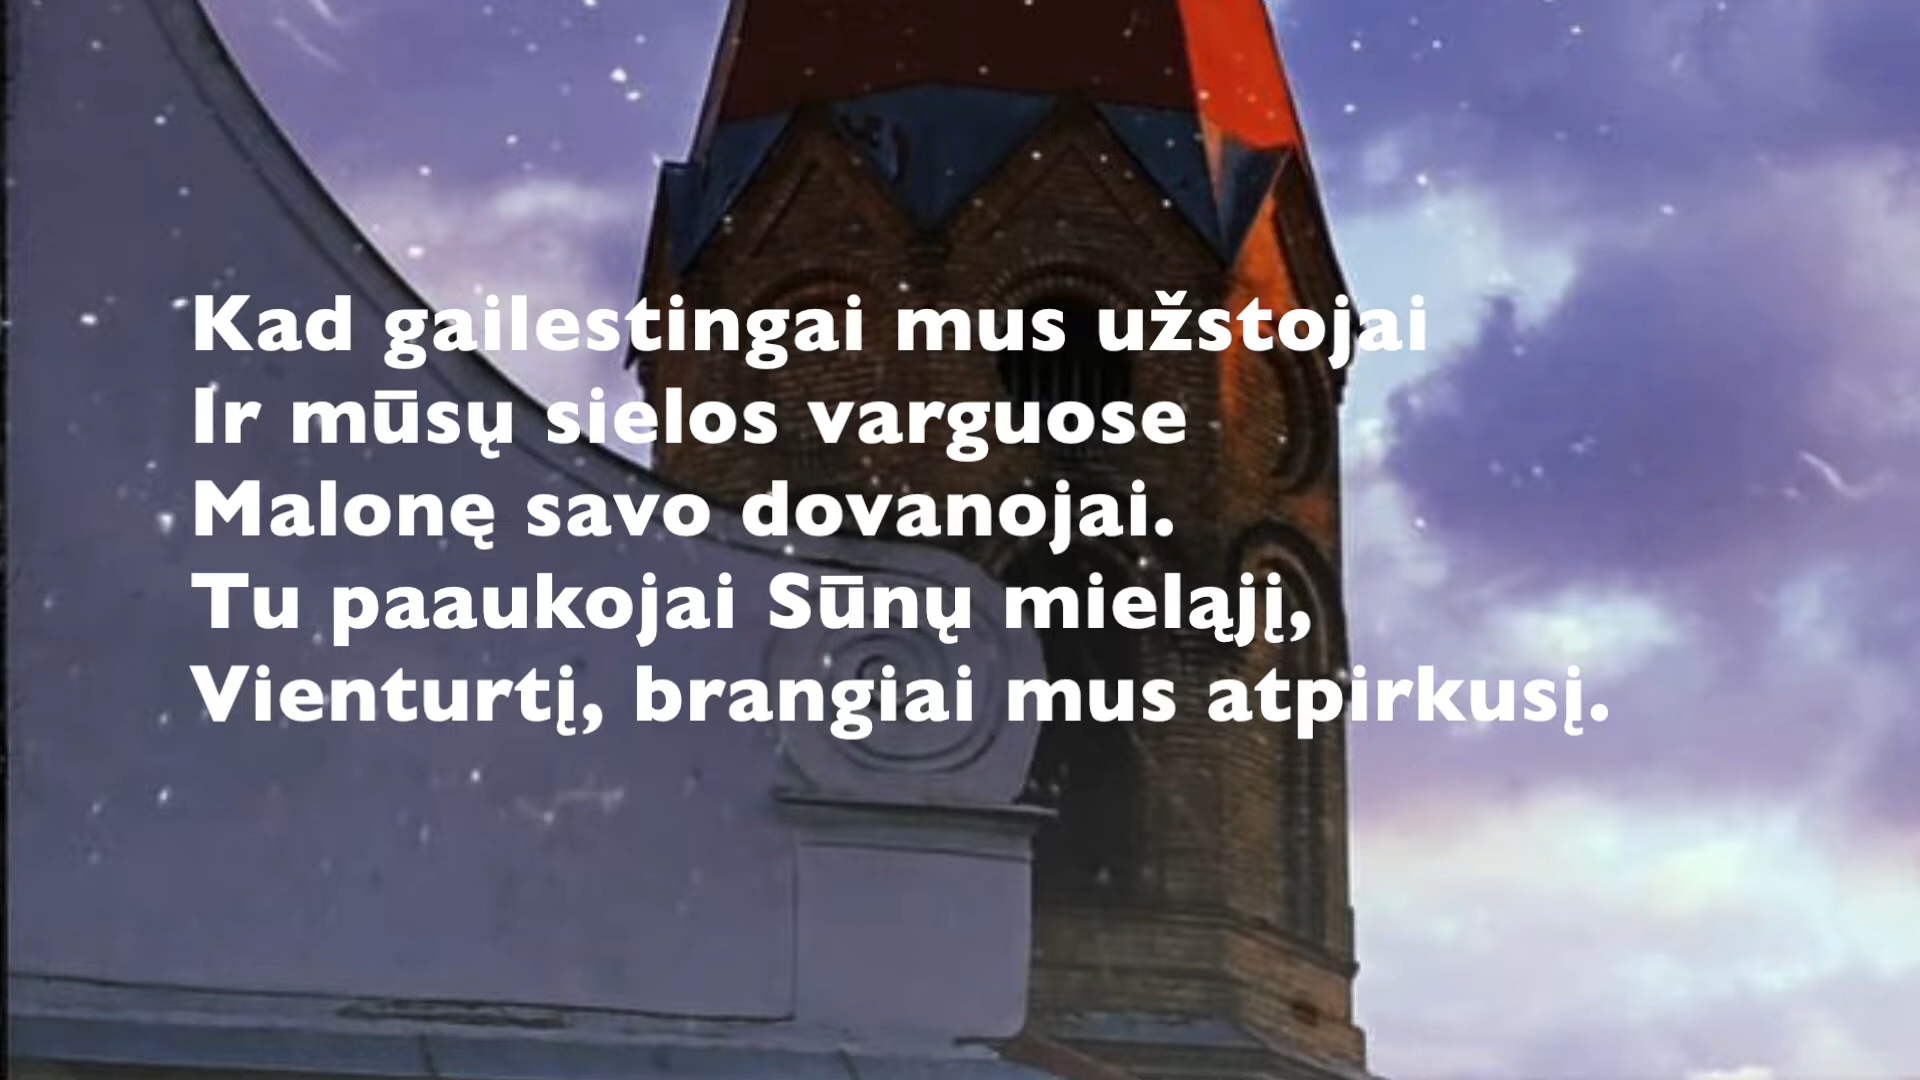 Kad gailestingai mus užstojai
Ir mūsų sielos varguose
Malonę savo dovanojai.
Tu paaukojai Sūnų mieląjį,
Vienturtį, brangiai mus atpirkusį.